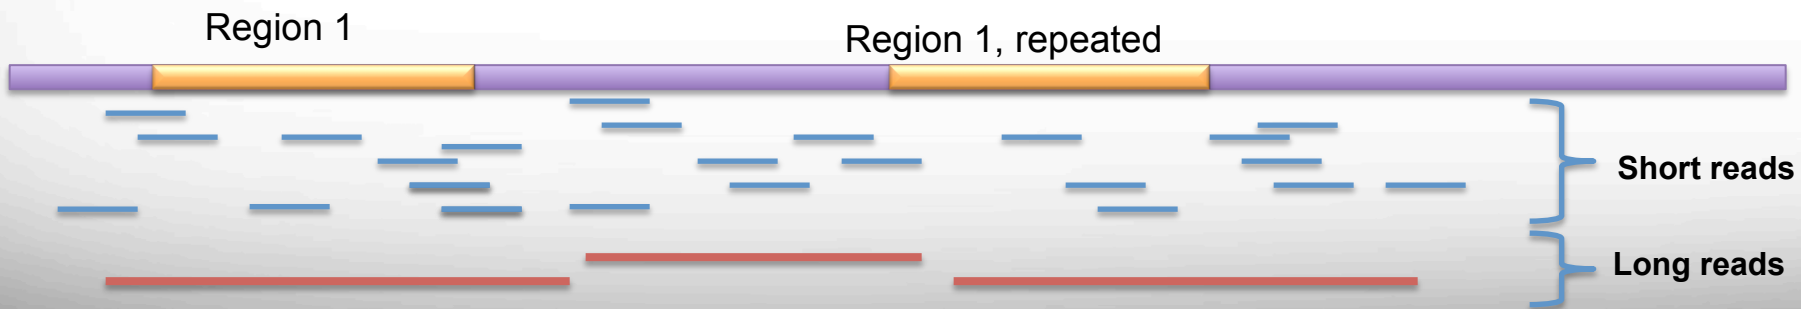 Region 1
Region 1, repeated
Short reads
Long reads